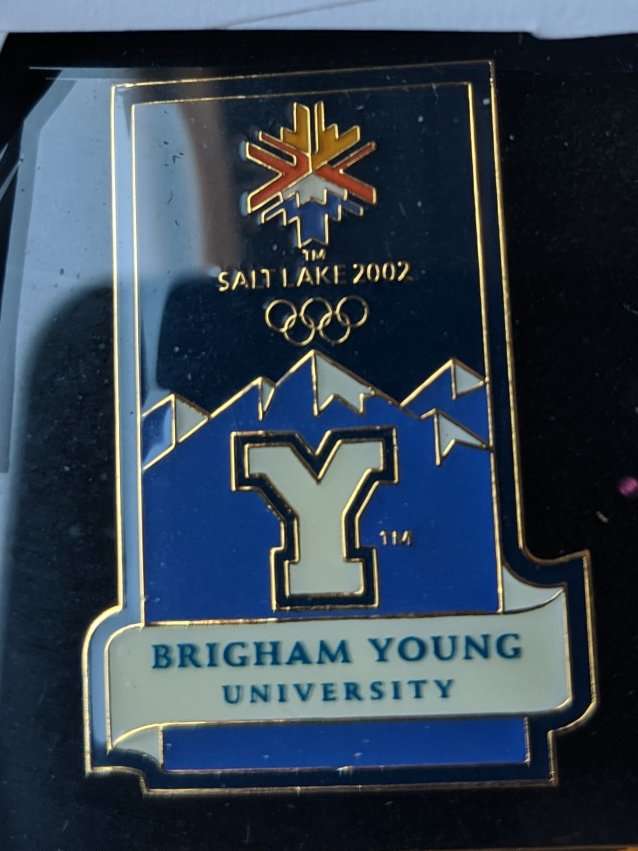 TM
SALT LAKE 2002
Y TM
BRIGHAM YOUNG
UNIVERSITY